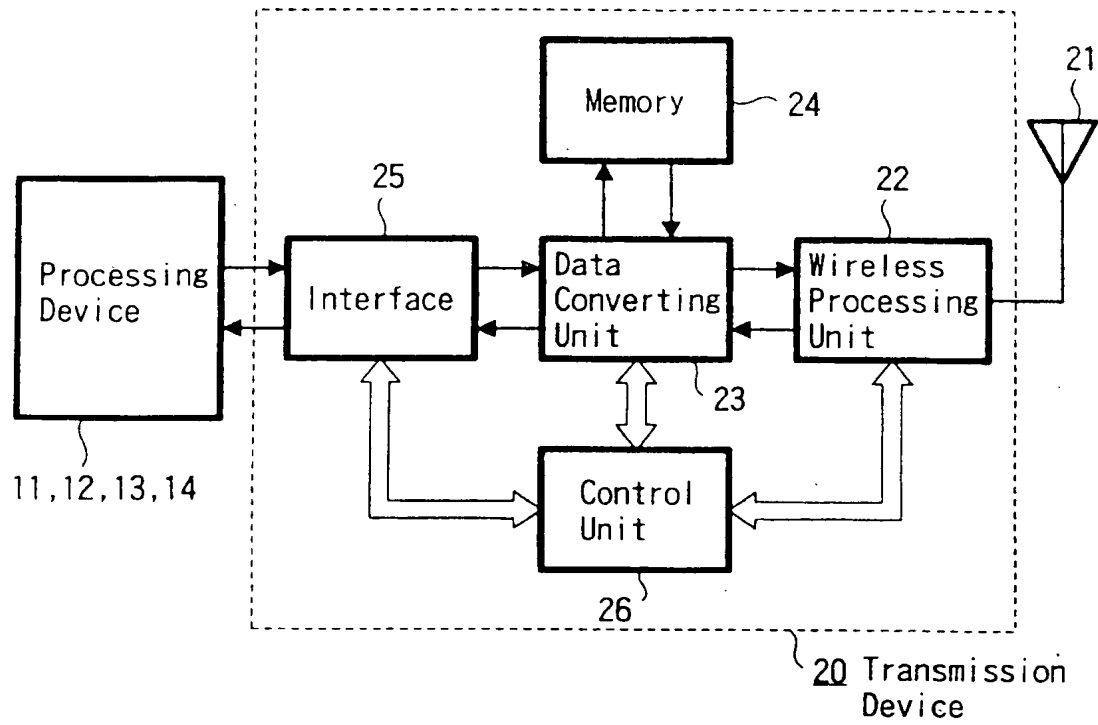 Memory
24
21
25
22
Processing
Device
Interface
Data
Converting
Unit
Wireless
Processing
Unit
23
11,12,13,14
Control
Unit
26
20 Transmission
Device